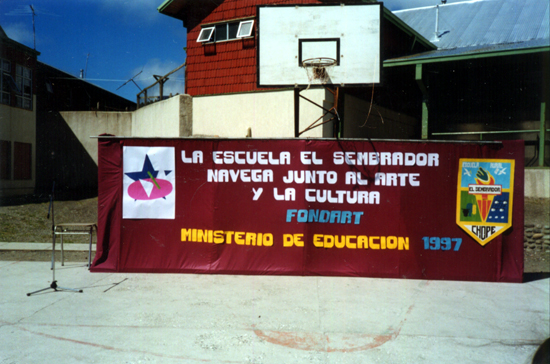 LA ESCUELA EL SEMBRADOR
NAVEGA JUNTO AL ARTE
Y LA CULTURA
FONDART
MINISTERIO DE EDUCACION 1997
EL SEMBRADOR
CHOPE